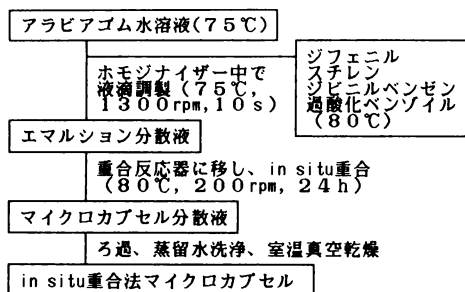 アラビアゴム水溶液(75℃)
ジフェニル
スチレン
ジビニルベンゼン
過酸化ベンゾイル
(80℃)
ホモジナイザー中で
液滴調製(75℃,
1300rpm,10s)
エマルション分散液
重合反応器に移し、in situ重合
(80℃, 200rpm, 24h)
マイクロカプセル分散液
ろ過、蒸留水洗浄、室温真空乾燥
in situ重合法マイクロカプセル